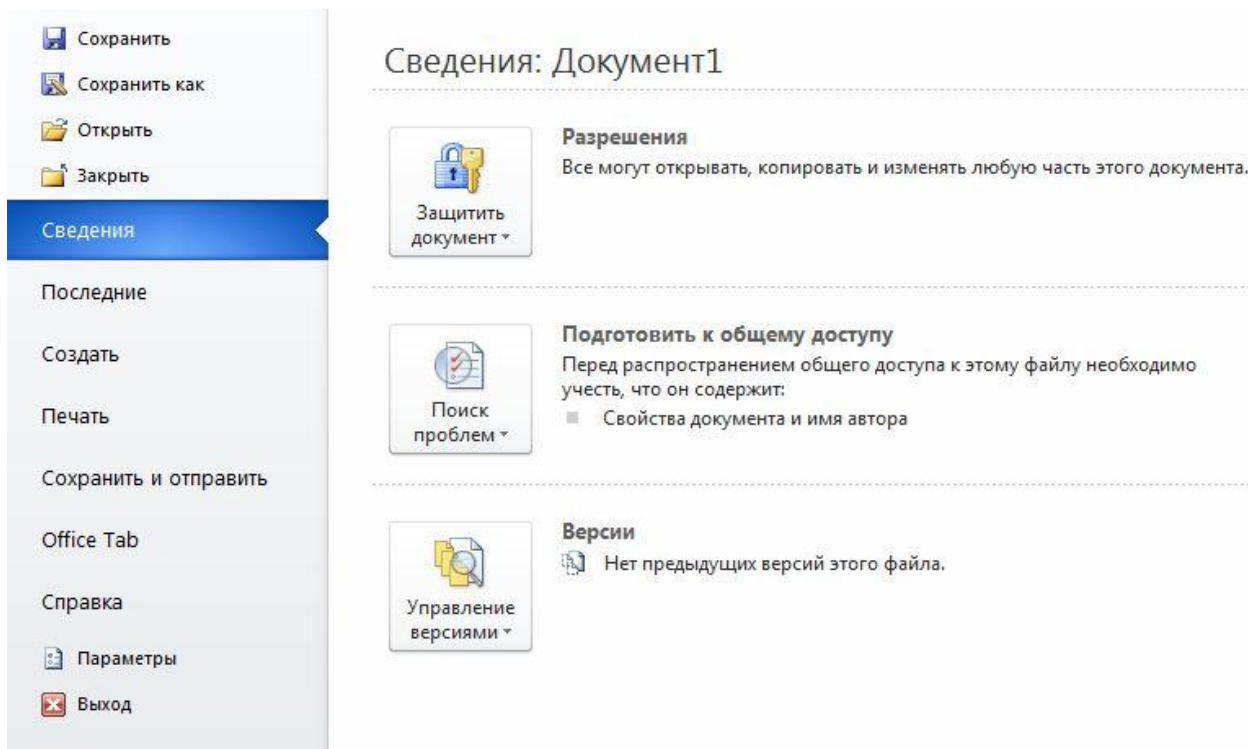 Сохранить
Сохранить как
Открыть
Закрыть
Сведения
Последние
Создать
Печать
Сохранить и отправить
Office Tab
Справка
Параметры
Выход
Сведения: Документ1
Защитить
документ
Разрешения
Все могут открывать, копировать и изменять любую часть этого документа.
Поиск
проблем
Подготовить к общему доступу
Перед распространением общего доступа к этому файлу необходимо
учесть, что он содержит:
Свойства документа и имя автора
Управление
версиями
Версии
Нет предыдущих версий этого файла.